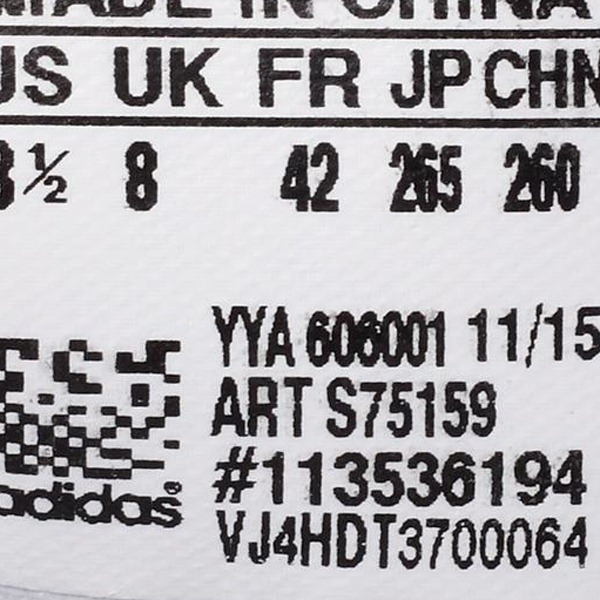 MADE IN CHINA
US UK FR JP CHN
8½ 8 42 265 260
YYA 606001 11/15
ART S75159
#113536194
adidas®
VJ4HDT3700064